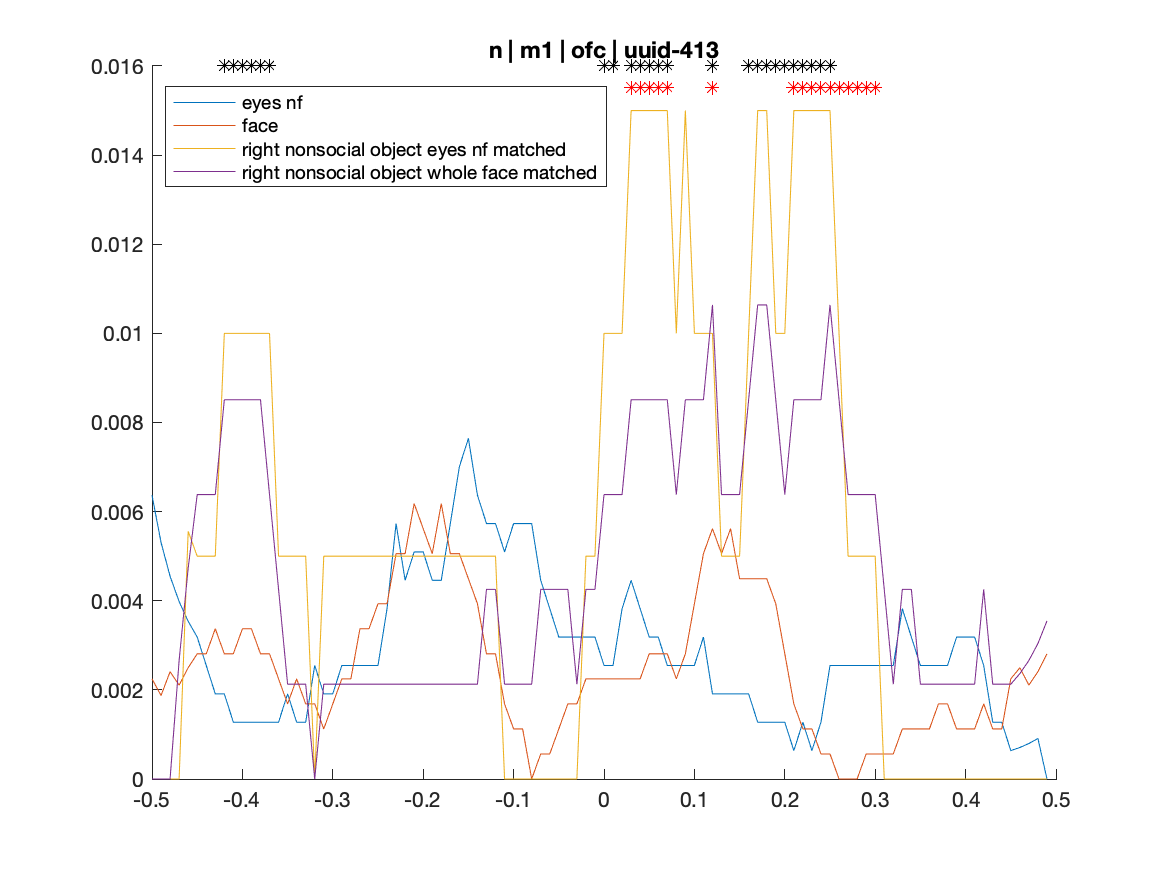 n | m1 | ofc | uuid-413
0.016
0.014
0.012
0.01
0.008
0.006
0.004
0.002
0
eyes nf
face
right nonsocial object eyes nf matched
right nonsocial object whole face matched
-0.5 -0.4 -0.3 -0.2 -0.1 0 0.1 0.2 0.3 0.4 0.5